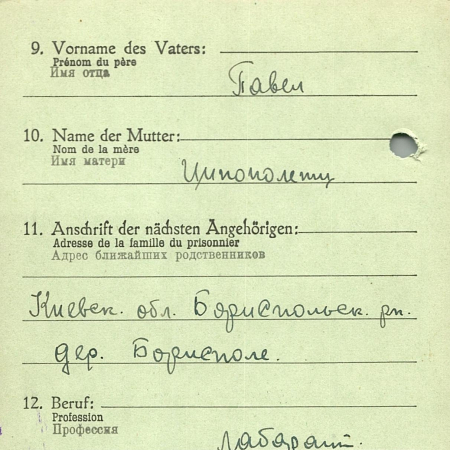 9. Vorname des Vaters:
Prénom du père
Имя отца
Павел
10. Name der Mutter:
Nom de la mère
Имя матери
11. Anschrift der nächsten Angehörigen:
Adresse de la famille du prisonnier
Адрес ближайших родственников
Киевск. обл. Бориспольск. рн.
дер. Борисполе.
12. Beruf:
Profession
Профессия
лабарант.